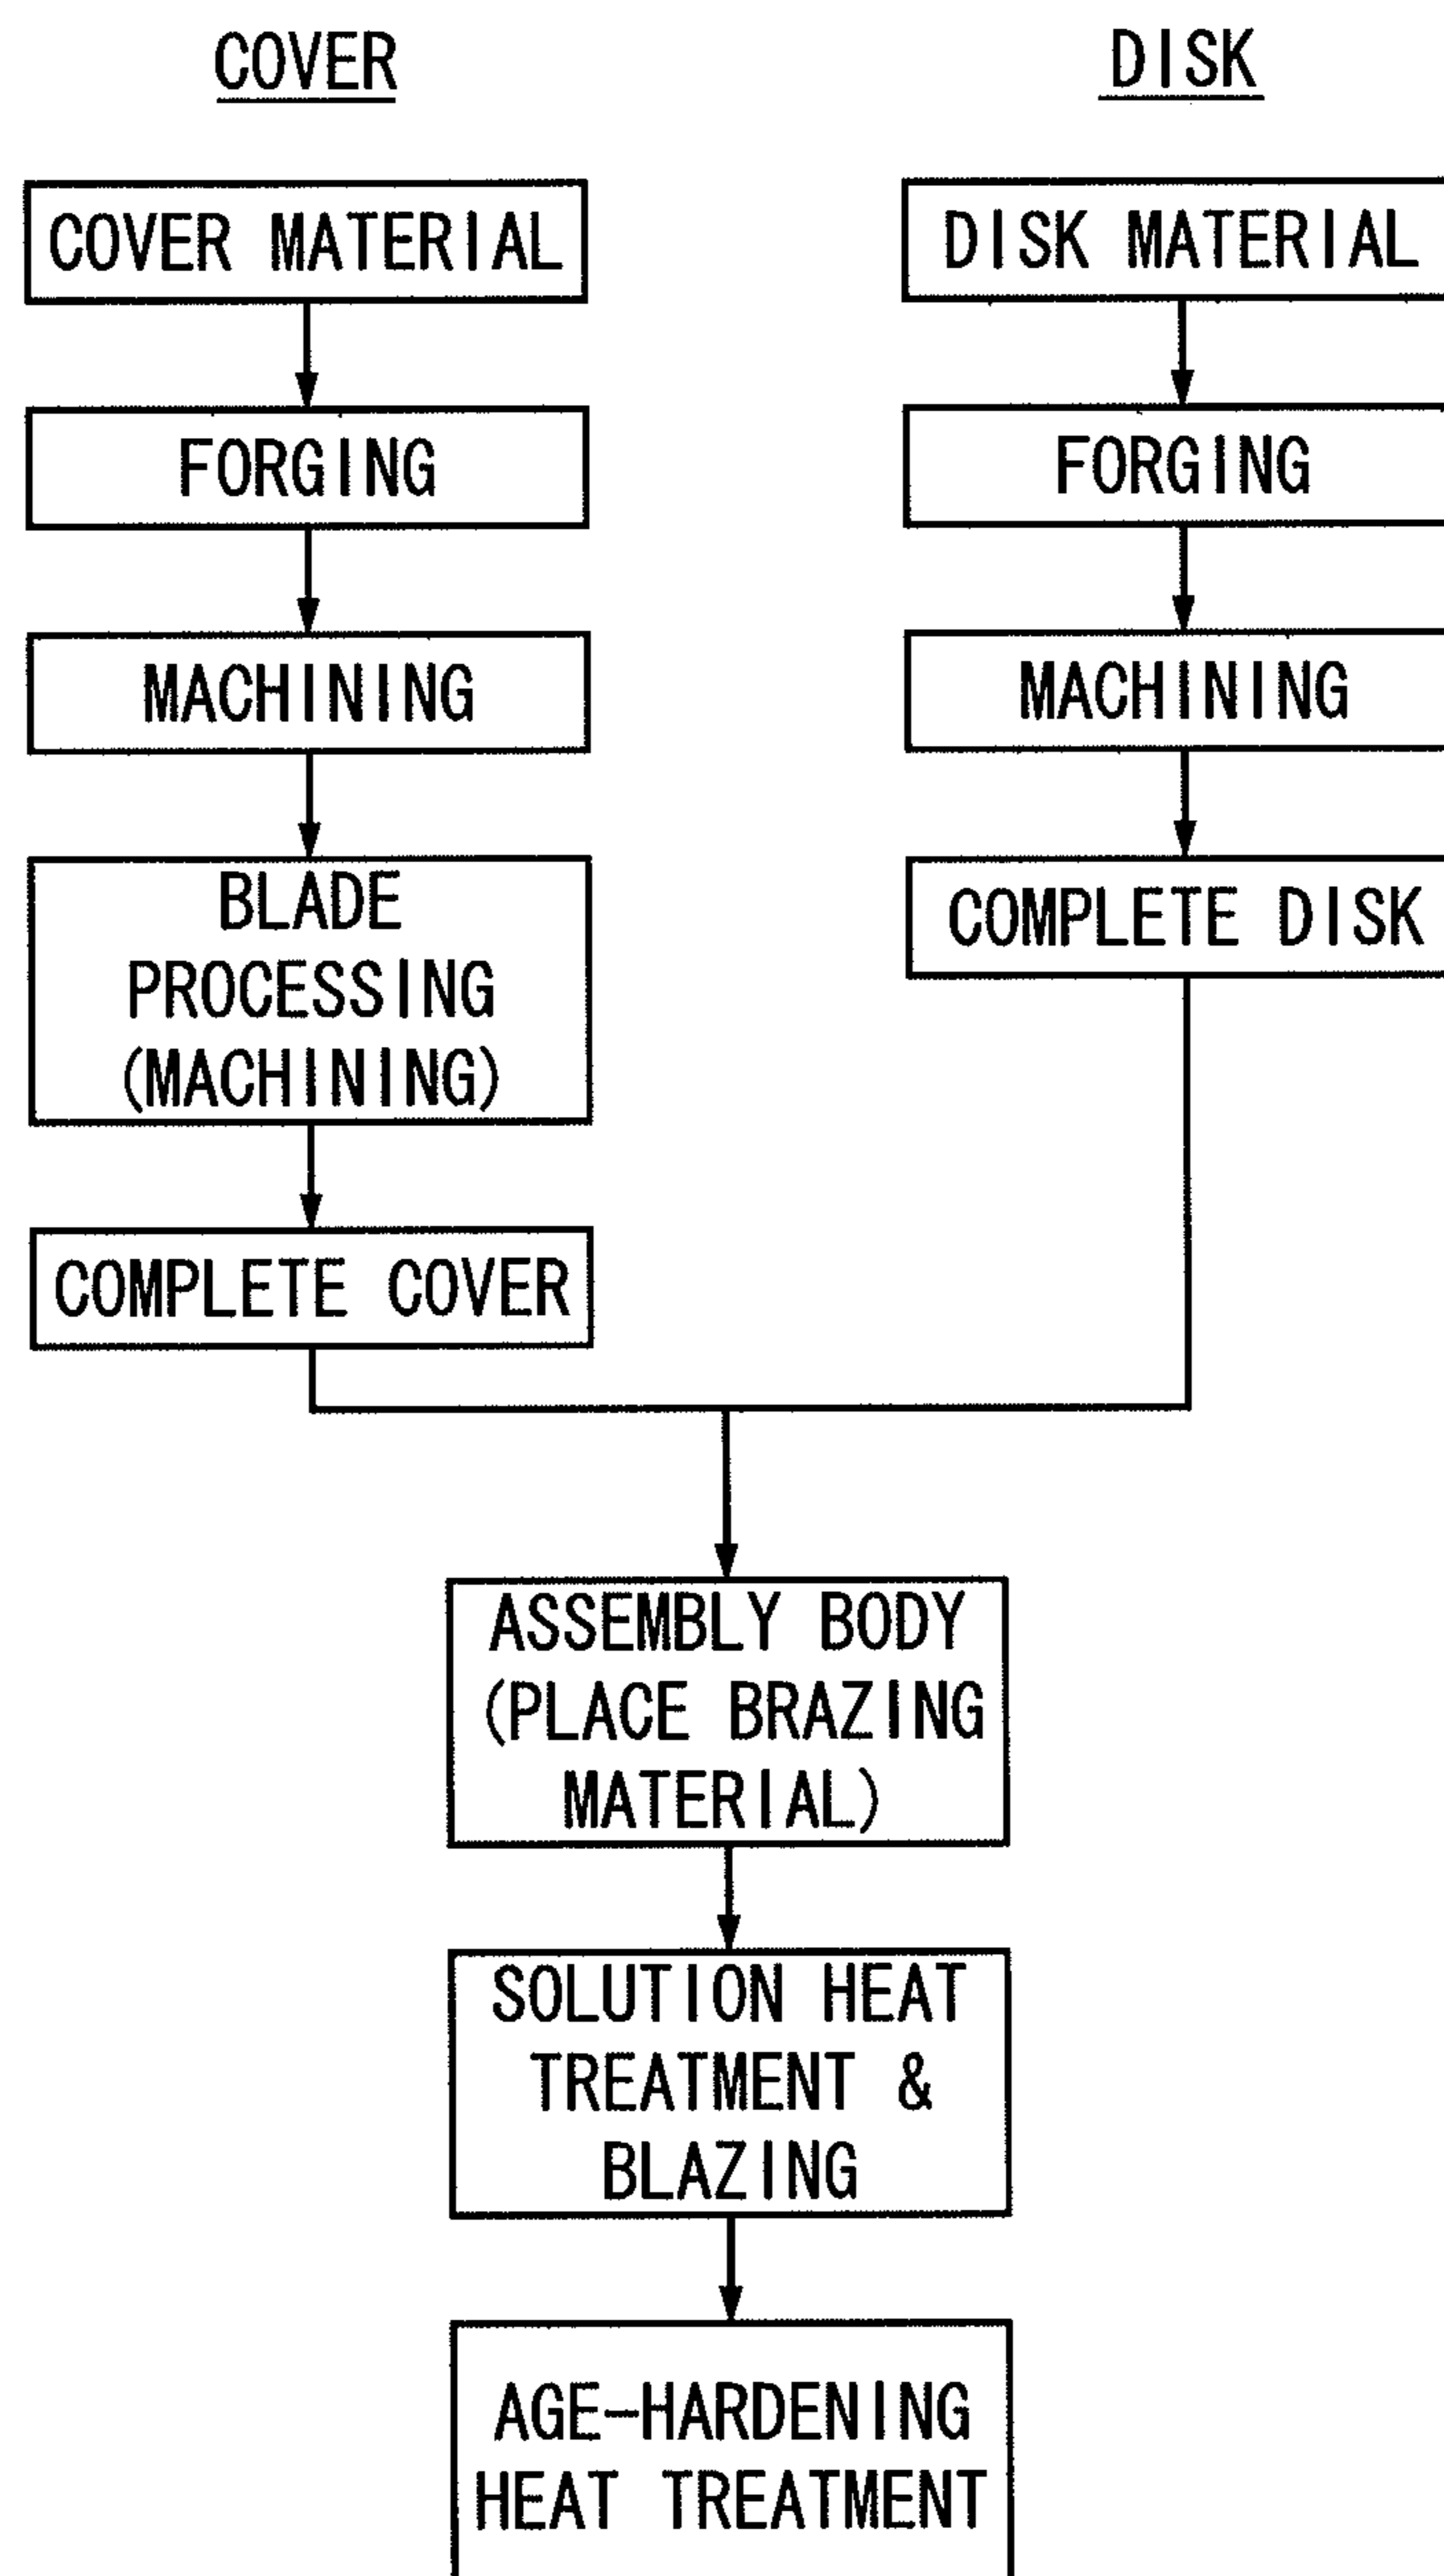 COVER
COVER MATERIAL
FORGING
MACHINING
BLADE
PROCESSING
(MACHINING)
COMPLETE COVER
DISK
DISK MATERIAL
FORGING
MACHINING
COMPLETE DISK
ASSEMBLY BODY
(PLACE BRAZING
MATERIAL)
SOLUTION HEAT
TREATMENT &
BLAZING
AGE-HARDENING
HEAT TREATMENT